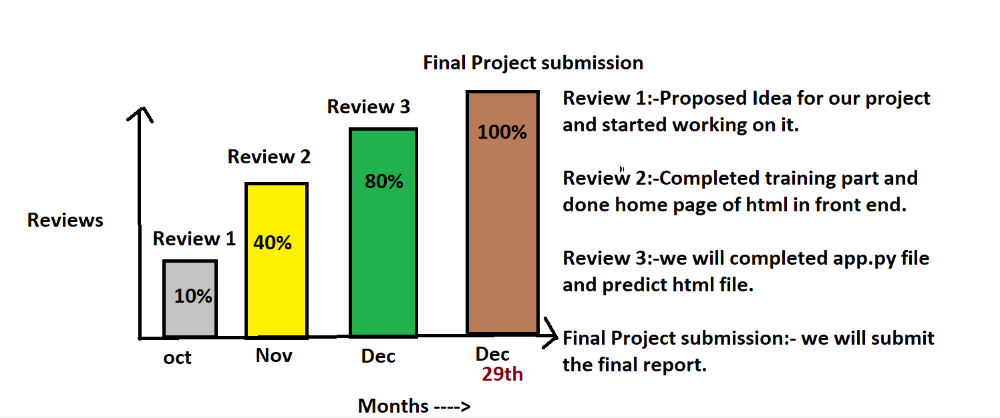 Final Project submission
Review 3
Review 2
Review 1
Reviews
10%
40%
80%
100%
oct
Nov
Dec
Dec
29th
Months ---->
Review 1:-Proposed Idea for our project
and started working on it.
Review 2:-Completed training part and
done home page of html in front end.
Review 3:-we will completed app.py file
and predict html file.
Final Project submission:- we will submit
the final report.